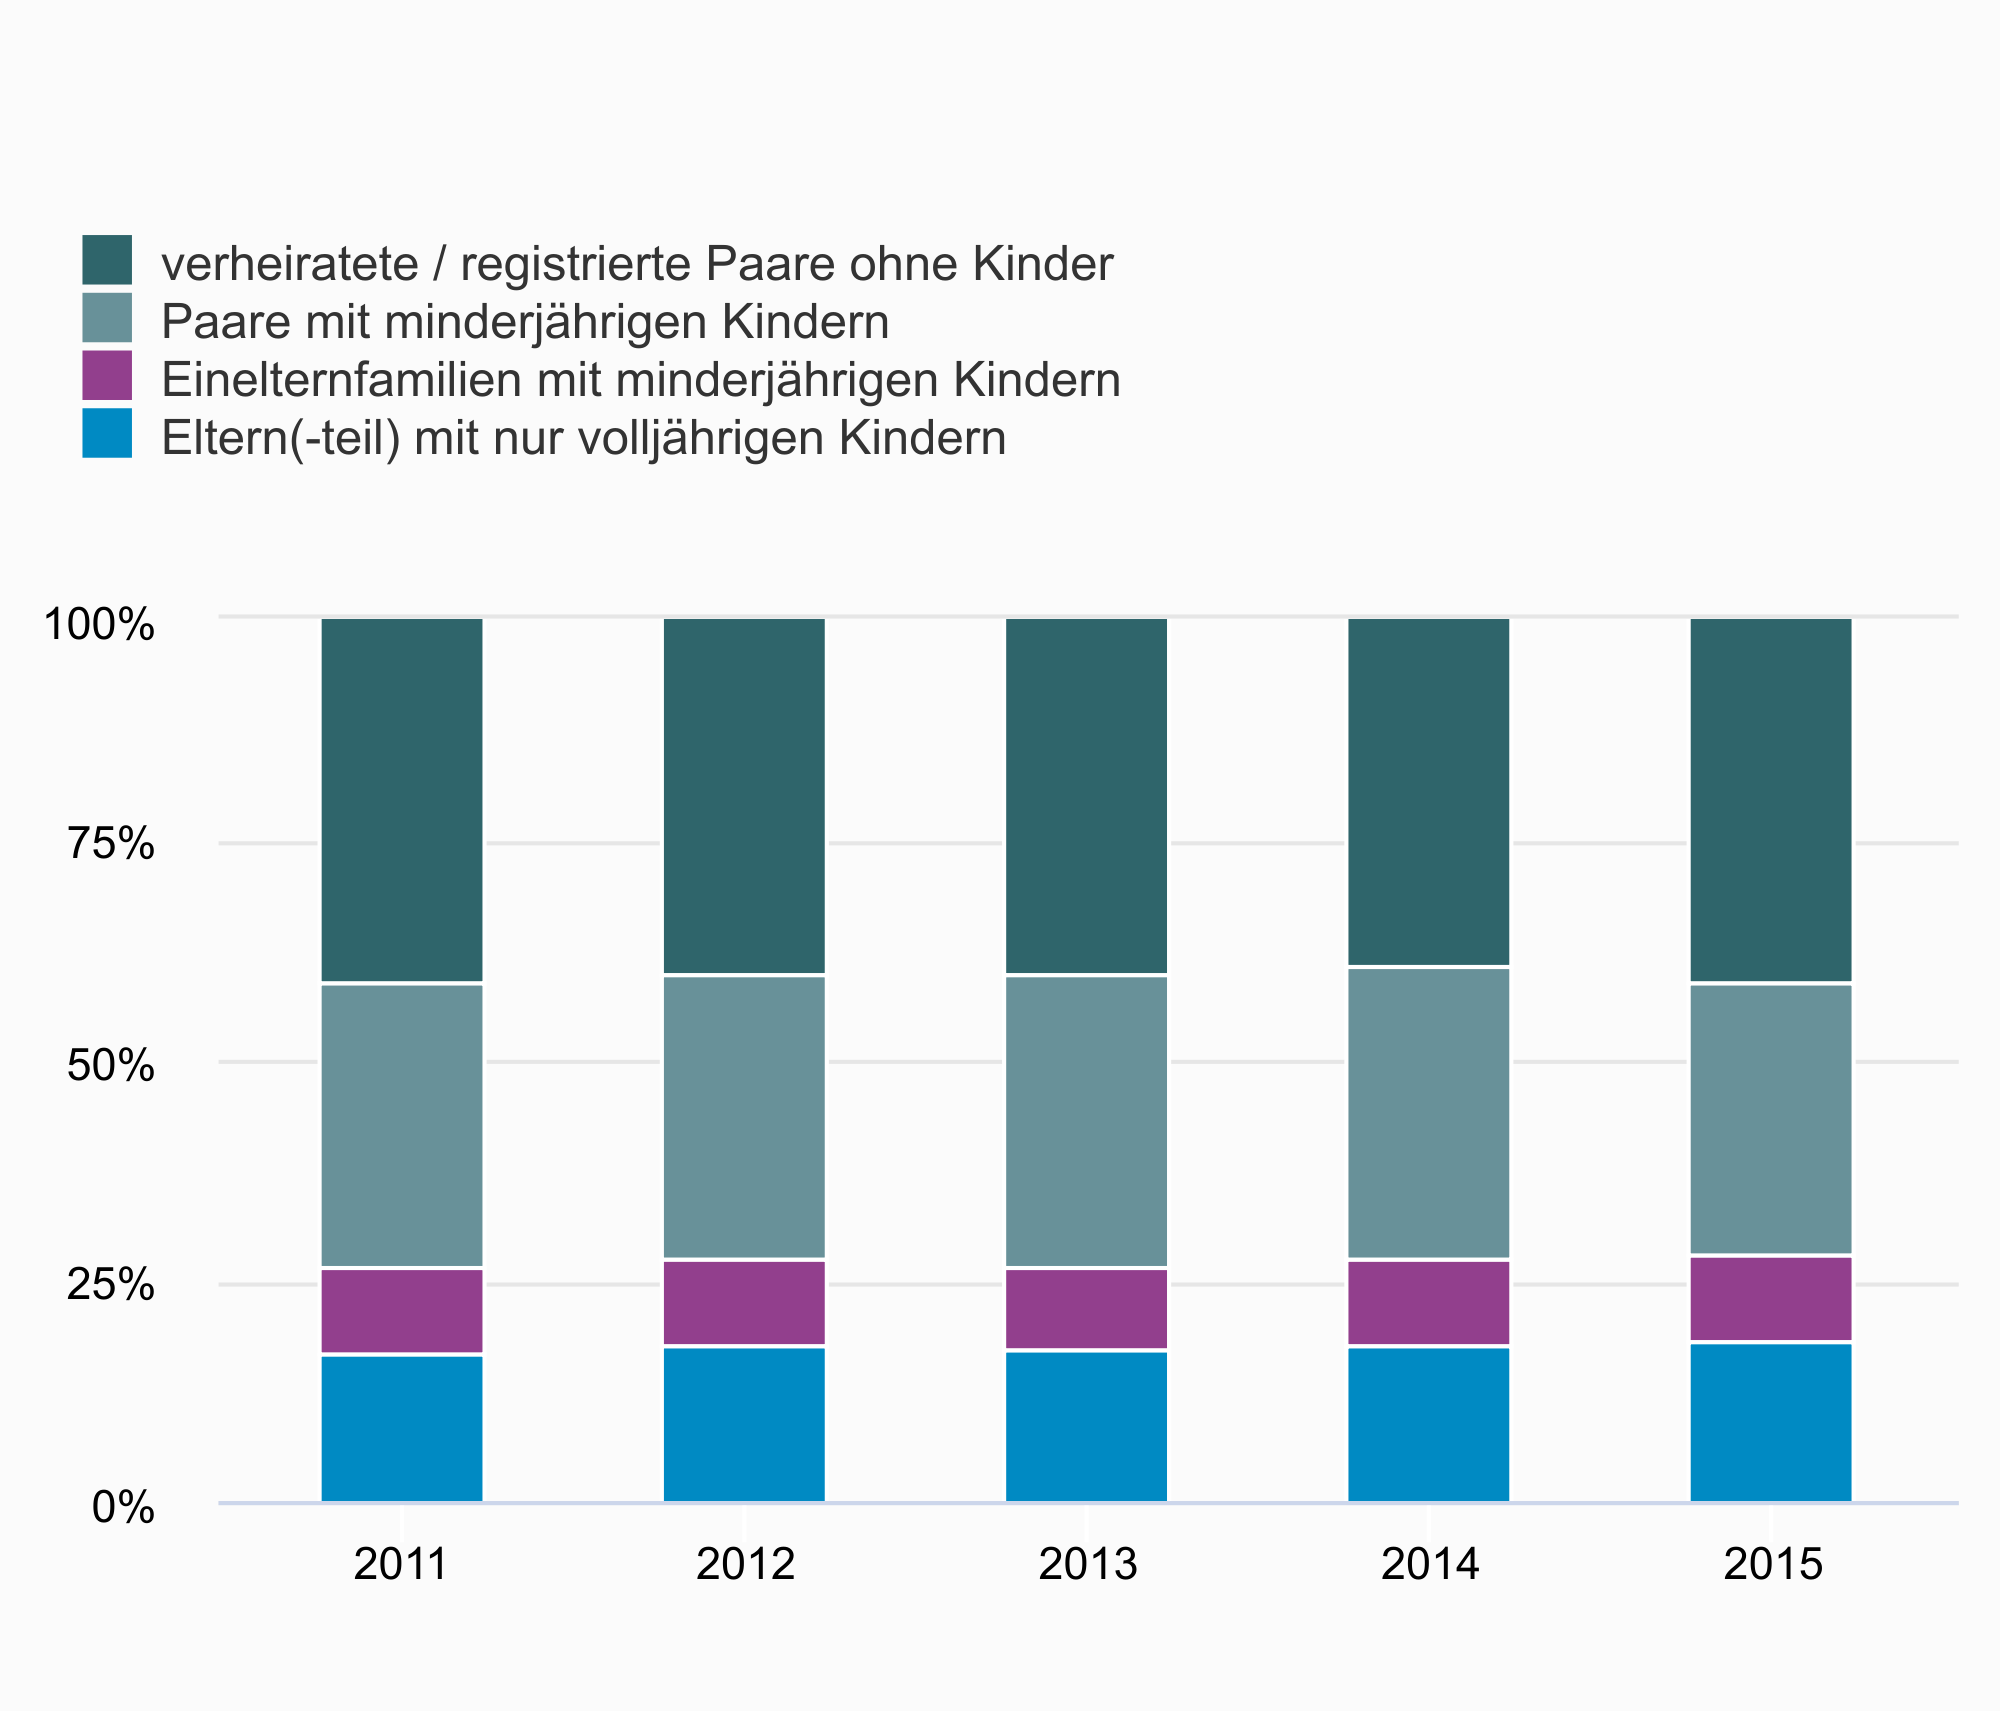 verheiratete / registrierte Paare ohne Kinder
Paare mit minderjährigen Kindern
Einelternfamilien mit minderjährigen Kindern
Eltern(-teil) mit nur volljährigen Kindern
100%
75%
50%
25%
0%
2011 2012 2013 2014 2015